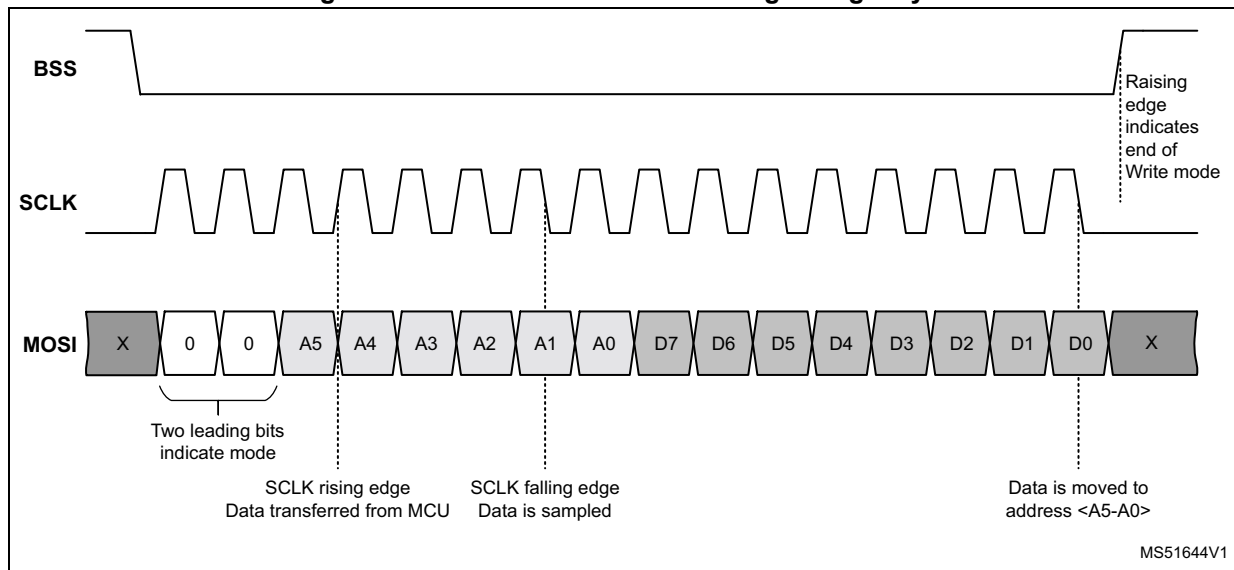 BSS
Raising
edge
indicates
end of
Write mode
SCLK
MOSI
X 0 0 A5 A4 A3 A2 A1 A0 D7 D6 D5 D4 D3 D2 D1 D0 X
Two leading bits
indicate mode
SCLK rising edge
Data transferred from MCU
SCLK falling edge
Data is sampled
Data is moved to
address <A5-A0>
MS51644V1